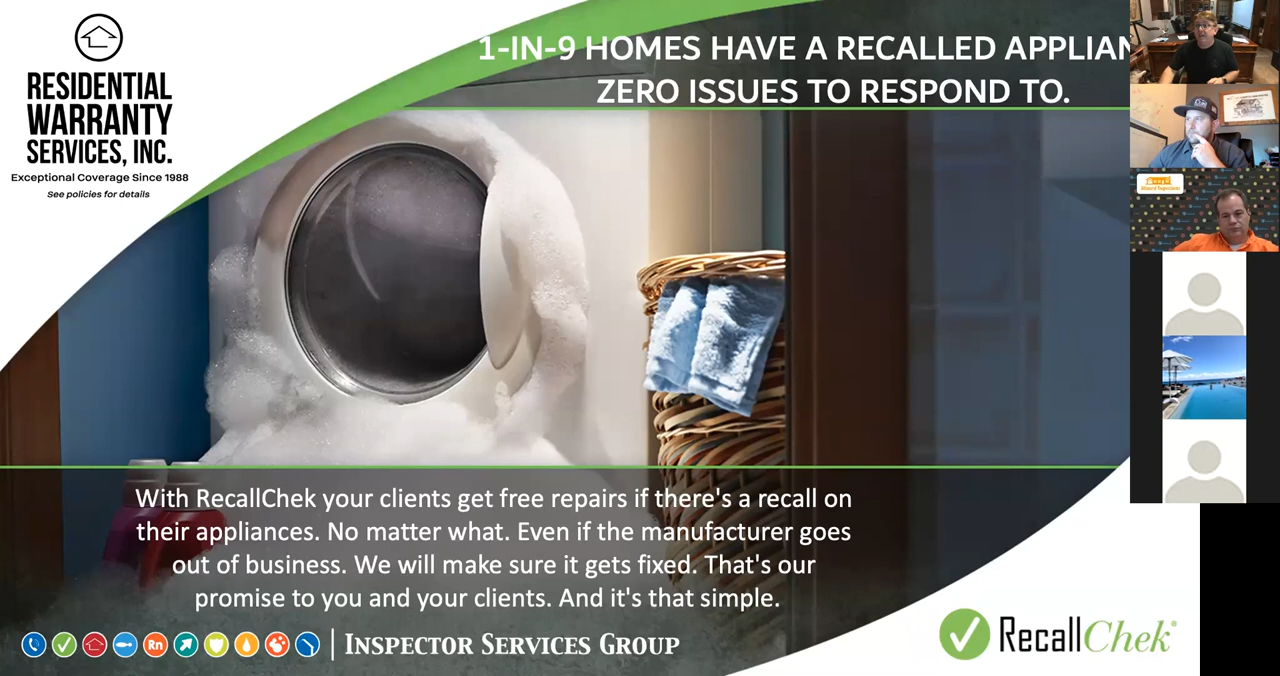 RESIDENTIAL
WARRANTY
SERVICES, INC.
Exceptional Coverage Since 1988
See policies for details
1-IN-9 HOMES HAVE A RECALLED APPLIAN
ZERO ISSUES TO RESPOND TO.
With RecallChek your clients get free repairs if there's a recall on
their appliances. No matter what. Even if the manufacturer goes
out of business. We will make sure it gets fixed. That's our
promise to you and your clients. And it's that simple.
Rn
INSPECTOR SERVICES GROUP
RecallChek®